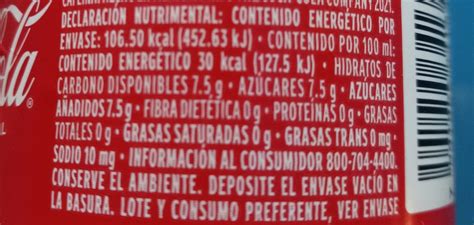 COLA COMPANY 2021.
DECLARACIÓN NUTRIMENTAL: CONTENIDO ENERGÉTICO POR
ENVASE: 106.50 kcal (452.63 kJ) • CONTENIDO POR 100 ml:
CONTENIDO ENERGÉTICO 30 kcal (127.5 kJ) • HIDRATOS DE
CARBONO DISPONIBLES 7.5 g • AZÚCARES 7.5 g • AZÚCARES
AÑADIDOS 7.5 g • FIBRA DIETÉTICA 0 g • PROTEÍNAS 0 g • GRASAS
TOTALES 0 g • GRASAS SATURADAS 0 g • GRASAS TRANS 0 mg •
SODIO 10 mg • INFORMACIÓN AL CONSUMIDOR 800-704-4400.
CONSERVE EL AMBIENTE. DEPOSITE EL ENVASE VACÍO EN
LA BASURA. LOTE Y CONSUMO PREFERENTE, VER ENVASE